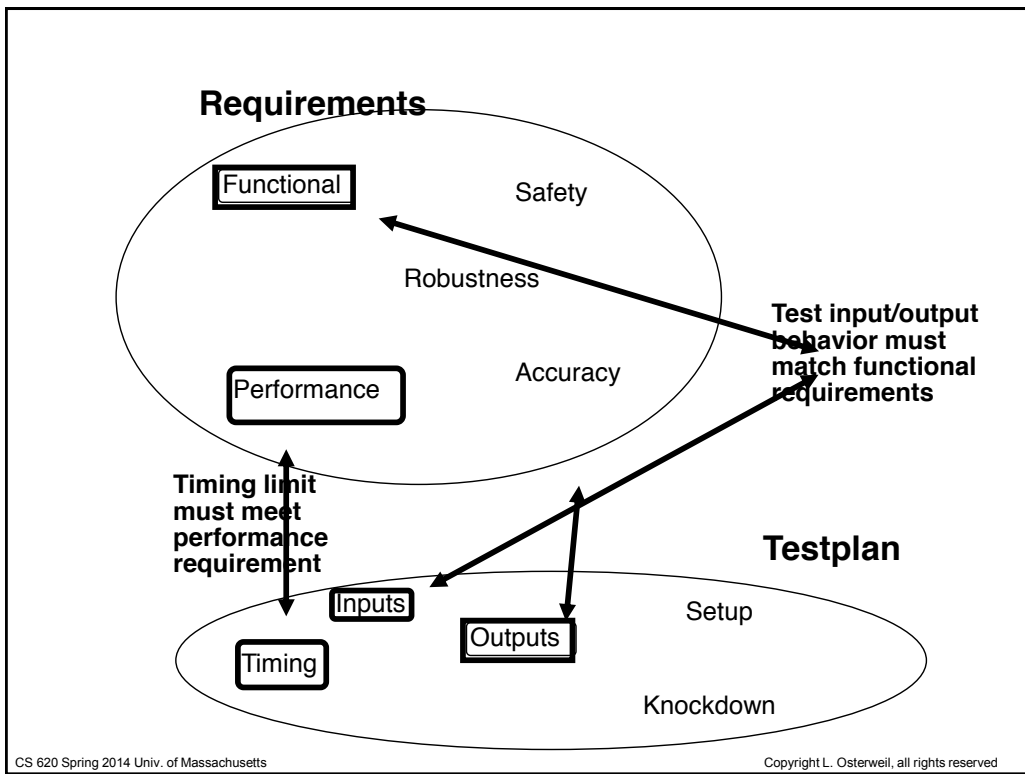 Requirements
Functional
Safety
Robustness
Test input/output
behavior must
match functional
requirements
Accuracy
Performance
Timing limit
must meet
performance
requirement
Testplan
Inputs
Setup
Outputs
Timing
Knockdown
CS 620 Spring 2014 Univ. of Massachusetts
Copyright L. Osterweil, all rights reserved